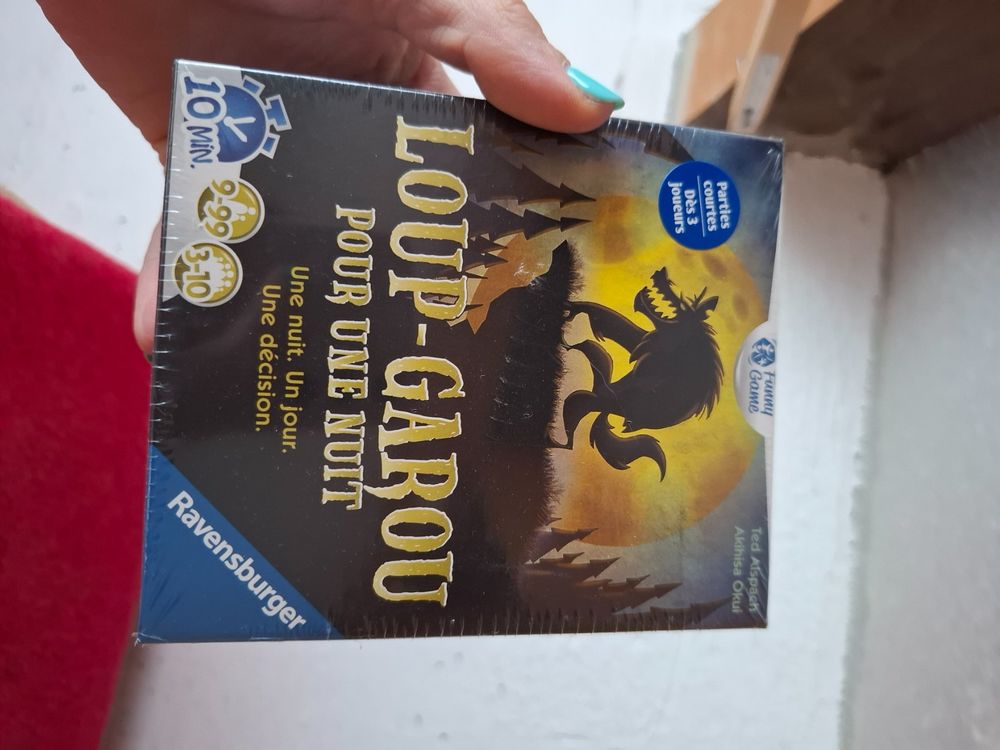 Ted Alspach
Akihisa Okui
Funny
Game
Parties
courtes
Dès 3
joueurs
LOUP-GAROU
POUR UNE NUIT
Une nuit. Un jour.
Une décision.
10 MIN.
9-99
3-10
Ravensburger